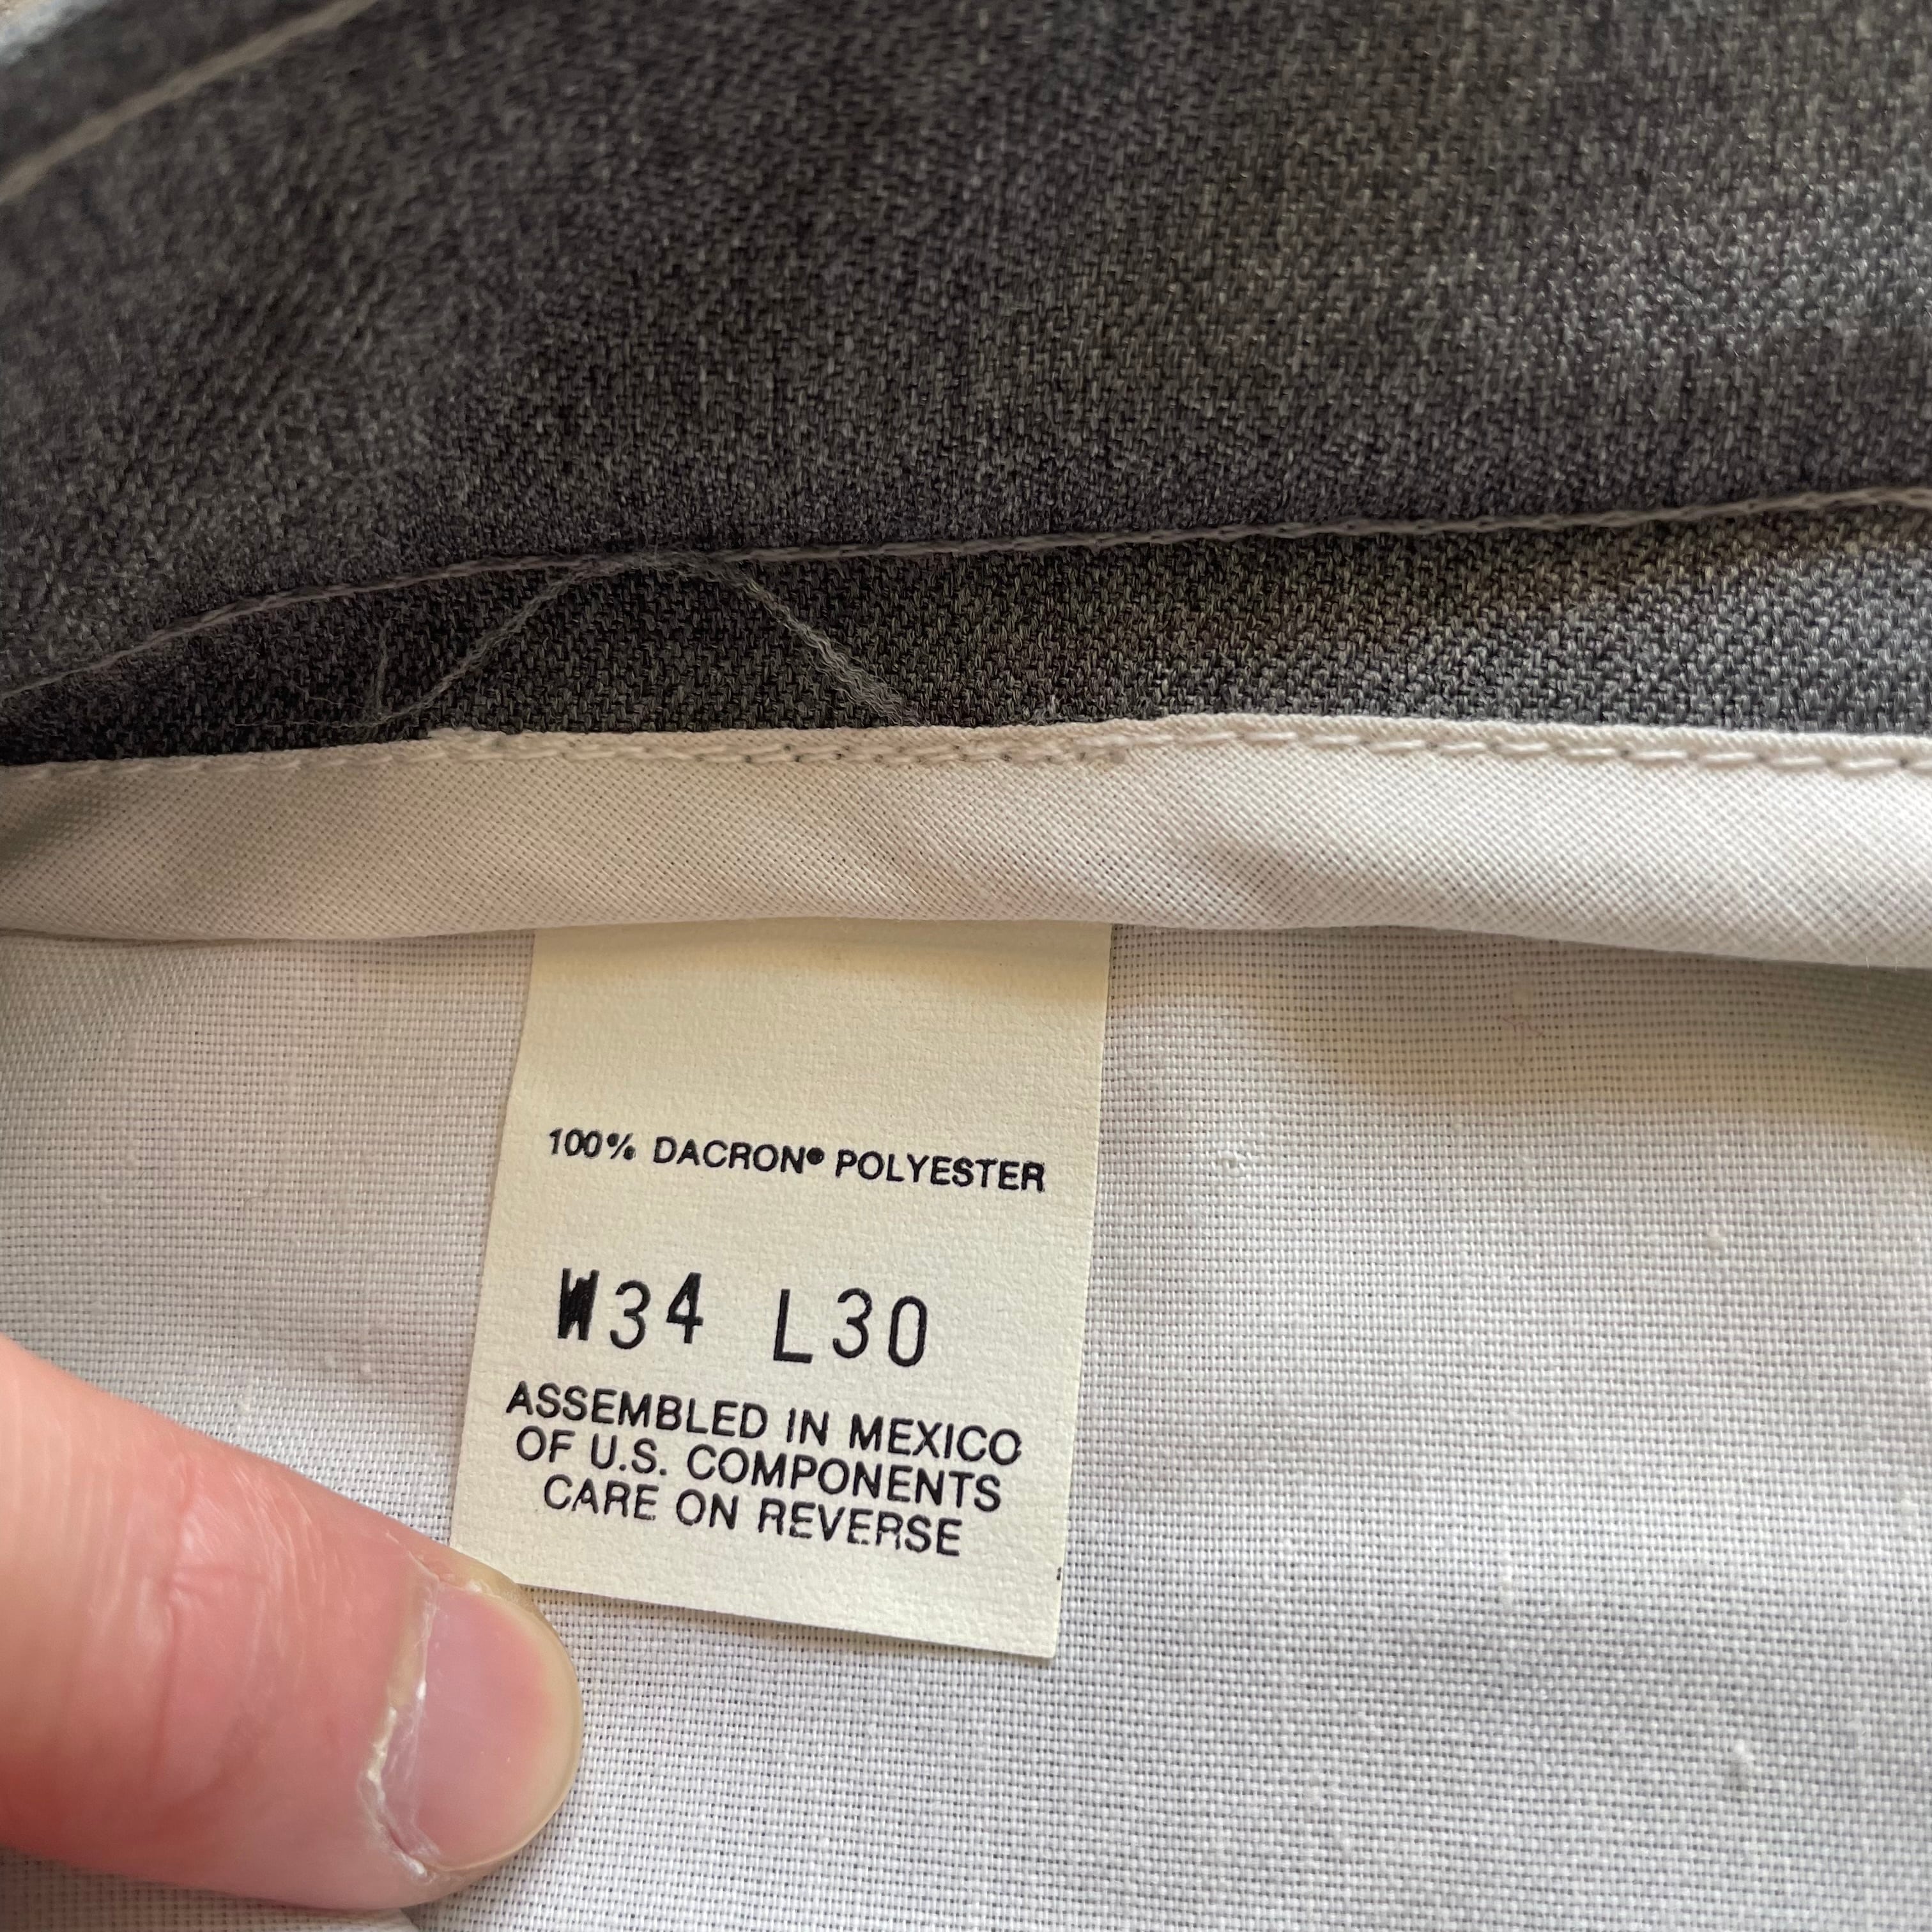 100% DACRON® POLYESTER
W34 L30
ASSEMBLED IN MEXICO
OF U.S. COMPONENTS
CARE ON REVERSE